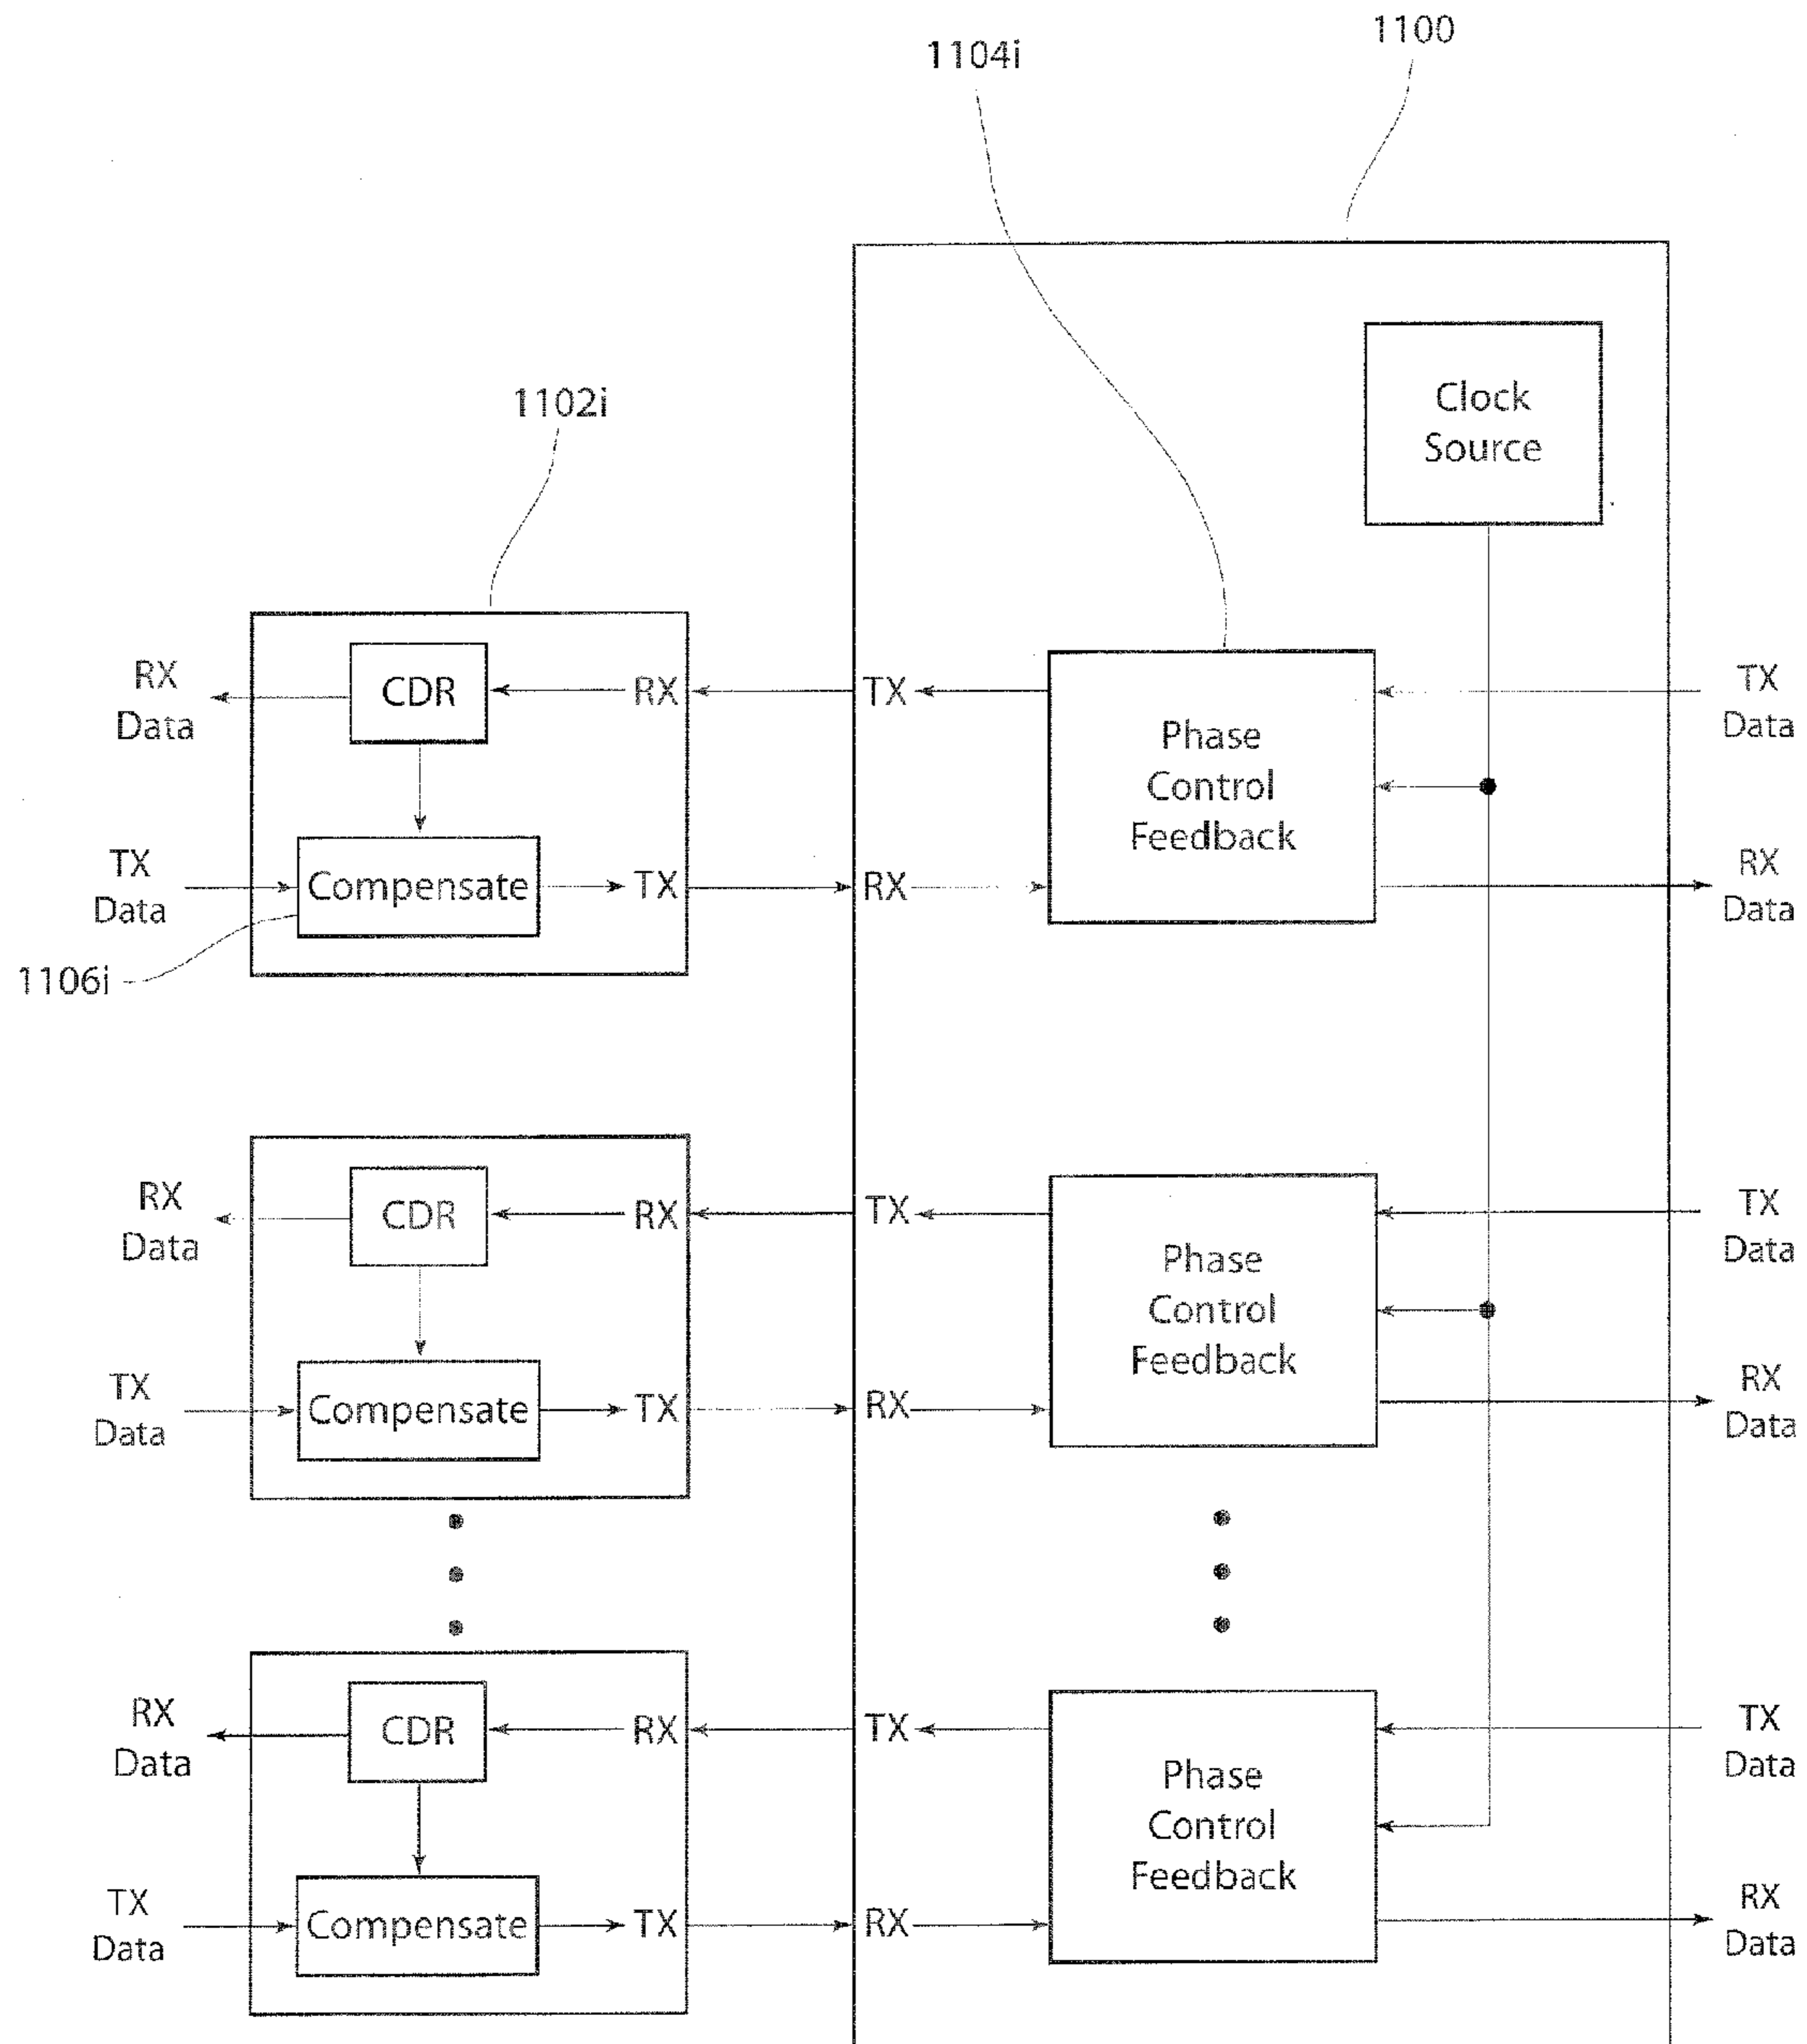 1100
1104i
1102i
Clock
Source
RX
Data
CDR
RX
TX
Phase
Control
Feedback
TX
Data
TX
Data
Compensate
TX
RX
RX
Data
1106i
RX
Data
CDR
RX
TX
Phase
Control
Feedback
TX
Data
TX
Data
Compensate
TX
RX
RX
Data
RX
Data
CDR
RX
TX
Phase
Control
Feedback
TX
Data
TX
Data
Compensate
TX
RX
RX
Data